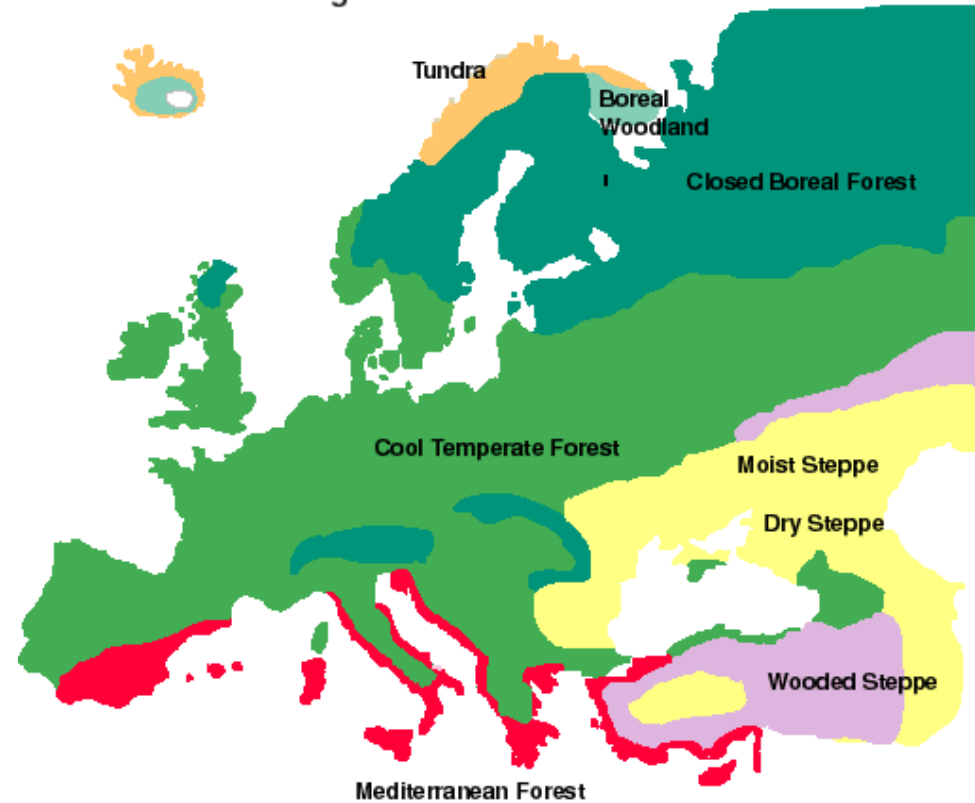 Tundra
Boreal
Woodland
Closed Boreal Forest
Cool Temperate Forest
Moist Steppe
Dry Steppe
Wooded Steppe
Mediterranean Forest